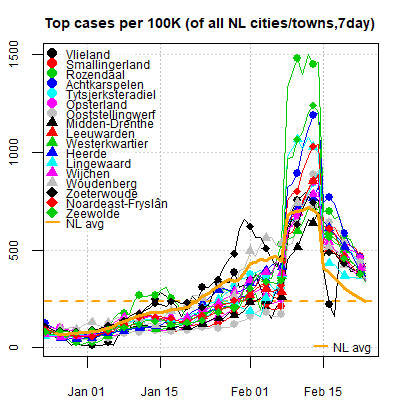 Top cases per 100K (of all NL cities/towns,7day)
1500
1000
500
0
Vlieland
Smallingerland
Rozendaal
Achtkarspelen
Tytsjerksteradiel
Opsterland
Ooststellingwerf
Midden-Drenthe
Leeuwarden
Westerkwartier
Heerde
Lingewaard
Wijchen
Woudenberg
Zoeterwoude
Noardeast-Fryslân
Zeewolde
NL avg
NL avg
Jan 01
Jan 15
Feb 01
Feb 15